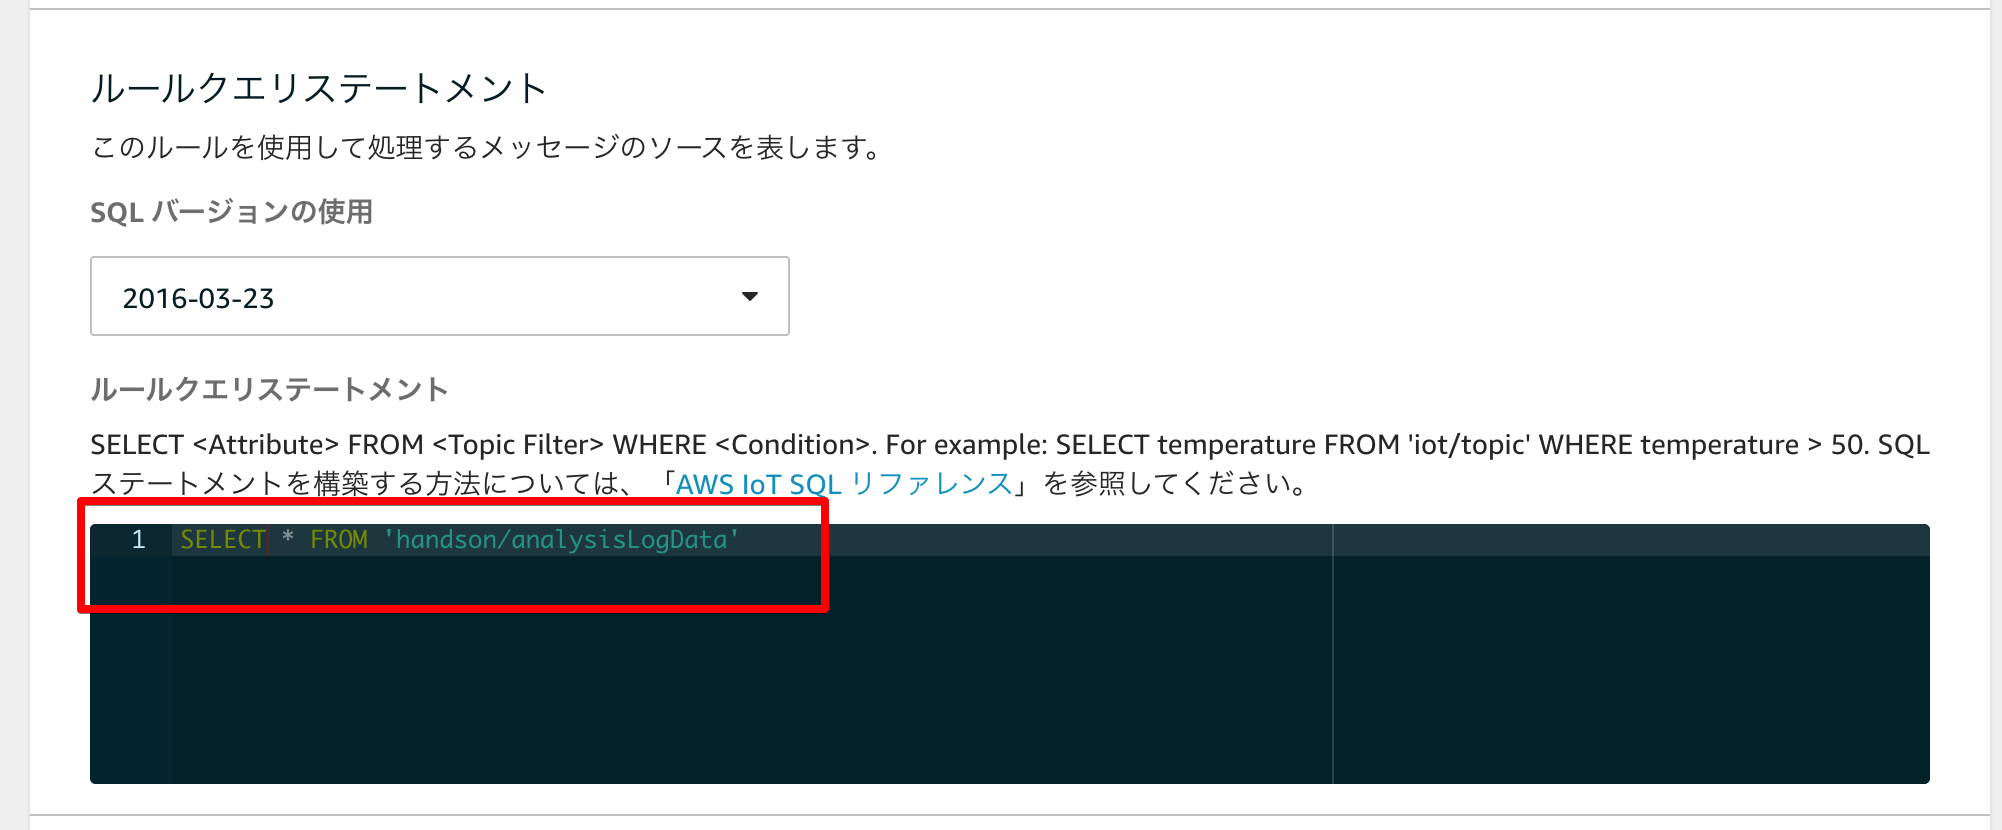 ルールクエリステートメント
このルールを使用して処理するメッセージのソースを表します。
SQL バージョンの使用
2016-03-23
ルールクエリステートメント
SELECT <Attribute> FROM <Topic Filter> WHERE <Condition>. For example: SELECT temperature FROM 'iot/topic' WHERE temperature > 50. SQL
ステートメントを構築する方法については、「AWS IoT SQL リファレンス」を参照してください。
1 SELECT * FROM 'handson/analysisLogData'